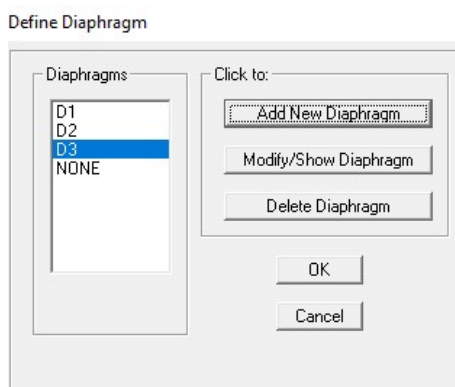 Define Diaphragm
Diaphragms
D1
D2
D3
NONE
Click to:
Add New Diaphragm
Modify/Show Diaphragm
Delete Diaphragm
OK
Cancel